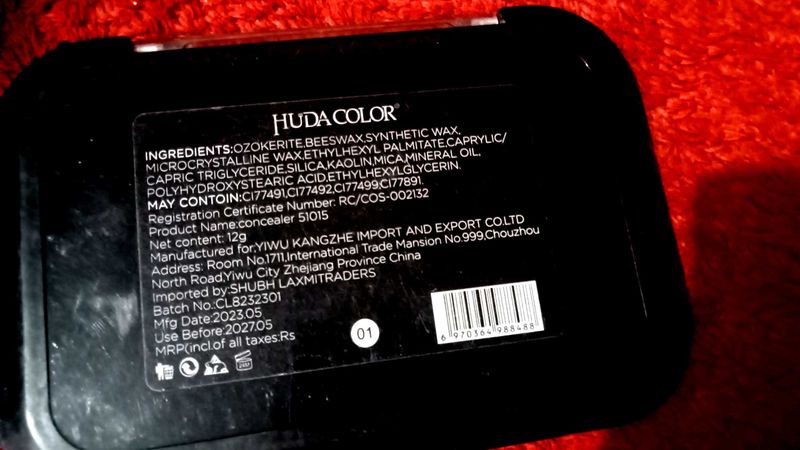 HUDA COLOR®
INGREDIENTS:OZOKERITE,BEESWAX,SYNTHETIC WAX,
MICROCRYSTALLINE WAX,ETHYLHEXYL PALMITATE,CAPRYLIC/
CAPRIC TRIGLYCERIDE,SILICA,KAOLIN,MICA,MINERAL OIL,
POLYHYDROXYSTEARIC ACID,ETHYLHEXYLGLYCERIN.
MAY CONTOIN:CI77491,CI77492,CI77499,CI77891.
Registration Certificate Number: RC/COS-002132
Product Name:concealer 51015
Net content: 12g
Manufactured for:YIWU KANGZHE IMPORT AND EXPORT CO.LTD
Address: Room No.1711,International Trade Mansion No.999,Chouzhou
North Road,Yiwu City Zhejiang Province China
Imported by:SHUBH LAXMITRADERS
Batch No.:CL8232301
Mfg Date:2023.05
Use Before:2027.05
MRP(incl.of all taxes:Rs
01
6 970364 988488